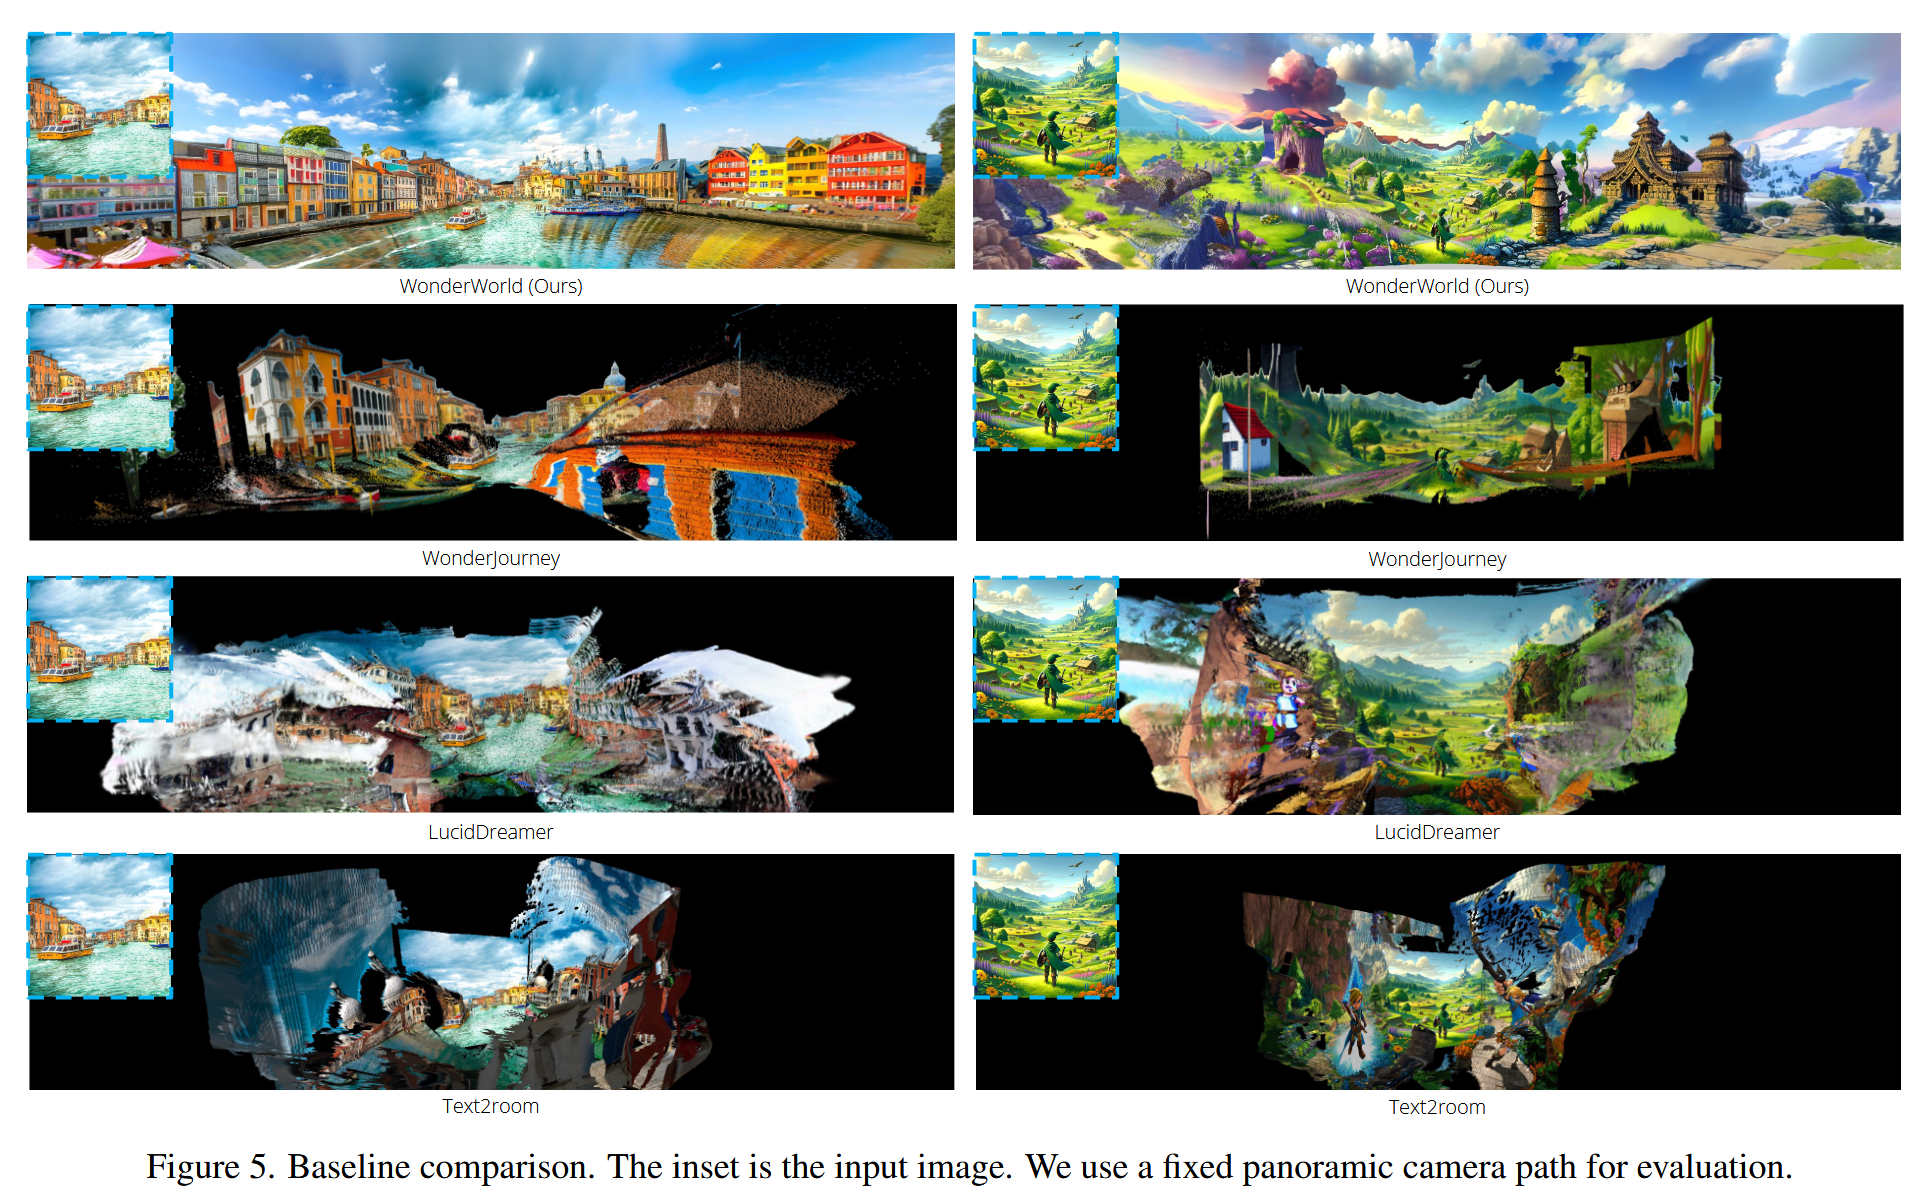 WonderWorld (Ours)
WonderWorld (Ours)
WonderJourney
WonderJourney
LucidDreamer
LucidDreamer
Text2room
Text2room
Figure 5. Baseline comparison. The inset is the input image. We use a fixed panoramic camera path for evaluation.